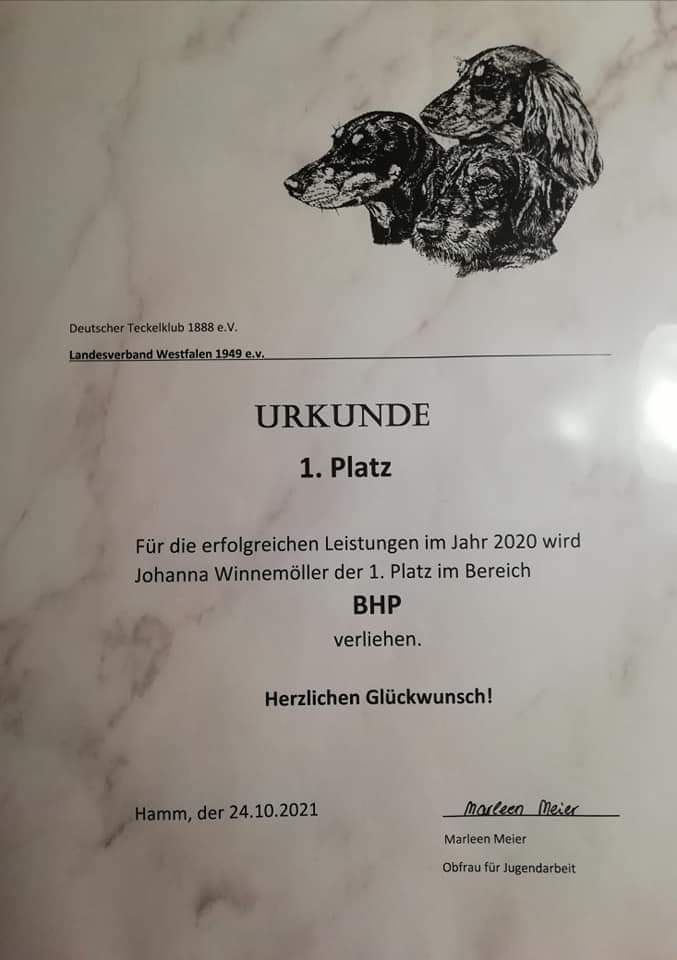 Deutscher Teckelklub 1888 e.V.
Landesverband Westfalen 1949 e.v.
URKUNDE
1. Platz
Für die erfolgreichen Leistungen im Jahr 2020 wird
Johanna Winnemöller der 1. Platz im Bereich
BHP
verliehen.
Herzlichen Glückwunsch!
Hamm, der 24.10.2021
Marleen Meier
Marleen Meier
Obfrau für Jugendarbeit